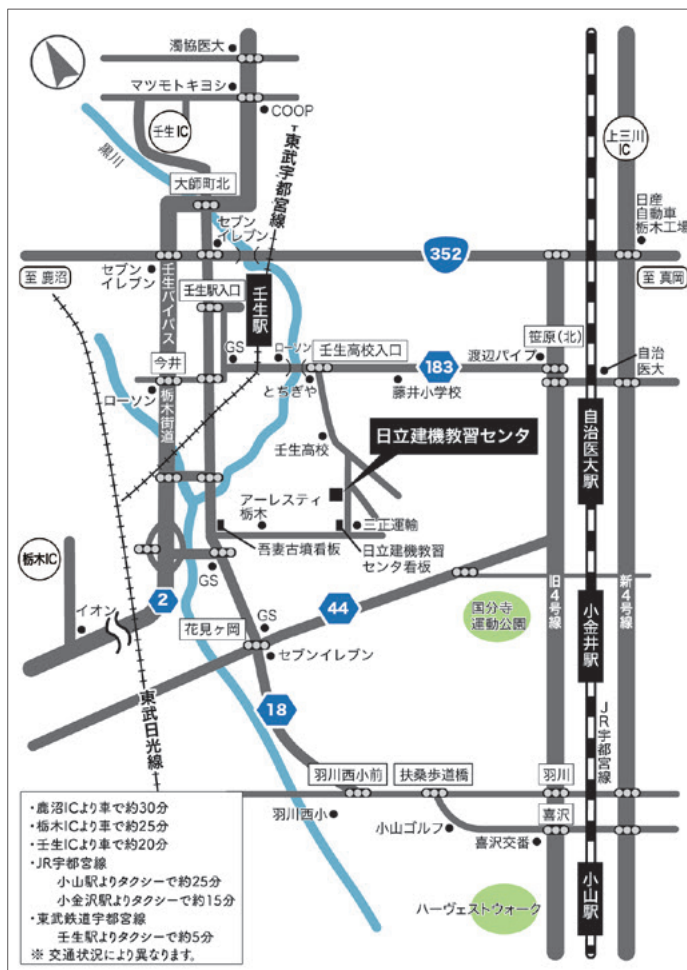 濁協医大
マツモトキヨシ
COOP
壬生IC
黒川
東武宇都宮線
上三川
IC
大師町北
セブン
イレブン
日産
自動車
栃木工場
352
至 鹿沼
セブン
イレブン
壬生バイパス
壬生駅入口
壬生駅
至 真岡
笹原(北)
GS
ローソン
壬生高校入口
渡辺パイプ
183
自治
医大
今井
ローソン
栃木街道
とちぎや
藤井小学校
壬生高校
日立建機教習センタ
自治医大駅
アーレスティ
栃木
三正運輸
吾妻古墳看板
日立建機教習
センタ看板
栃木IC
GS
イオン
2
花見ヶ岡
GS
44
セブンイレブン
国分寺
運動公園
旧4号線
小金井駅
新4号線
東武日光線
18
JR宇都宮線
羽川西小前
扶桑歩道橋
羽川
羽川西小
小山ゴルフ
喜沢
喜沢交番
ハーヴェストウォーク
小山駅
・鹿沼ICより車で約30分
・栃木ICより車で約25分
・壬生ICより車で約20分
・JR宇都宮線
小山駅よりタクシーで約25分
小金沢駅よりタクシーで約15分
・東武鉄道宇都宮線
壬生駅よりタクシーで約5分
※ 交通状況により異なります。